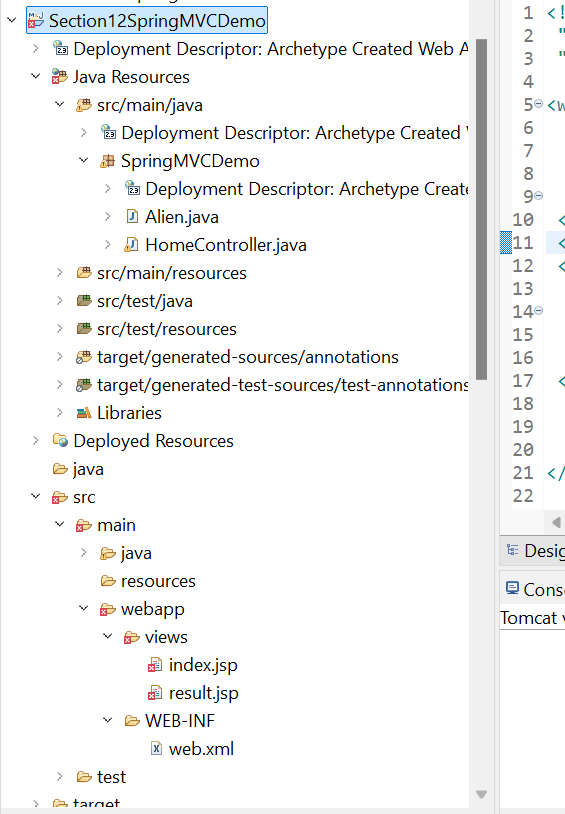 Section12SpringMVCDemo
Deployment Descriptor: Archetype Created Web A
Java Resources
src/main/java
Deployment Descriptor: Archetype Created
SpringMVCDemo
Deployment Descriptor: Archetype Create
Alien.java
HomeController.java
src/main/resources
src/test/java
src/test/resources
target/generated-sources/annotations
target/generated-test-sources/test-annotations
Libraries
Deployed Resources
java
src
main
java
resources
webapp
views
index.jsp
result.jsp
WEB-INF
web.xml
test
target
1 <!
2 "
3 "
4
5 <w
6
7
8
9
10 <
11 <
12 <
13
14
15
16
17 <
18
19
20
21 </
22
Desig
Conso
Tomcat v